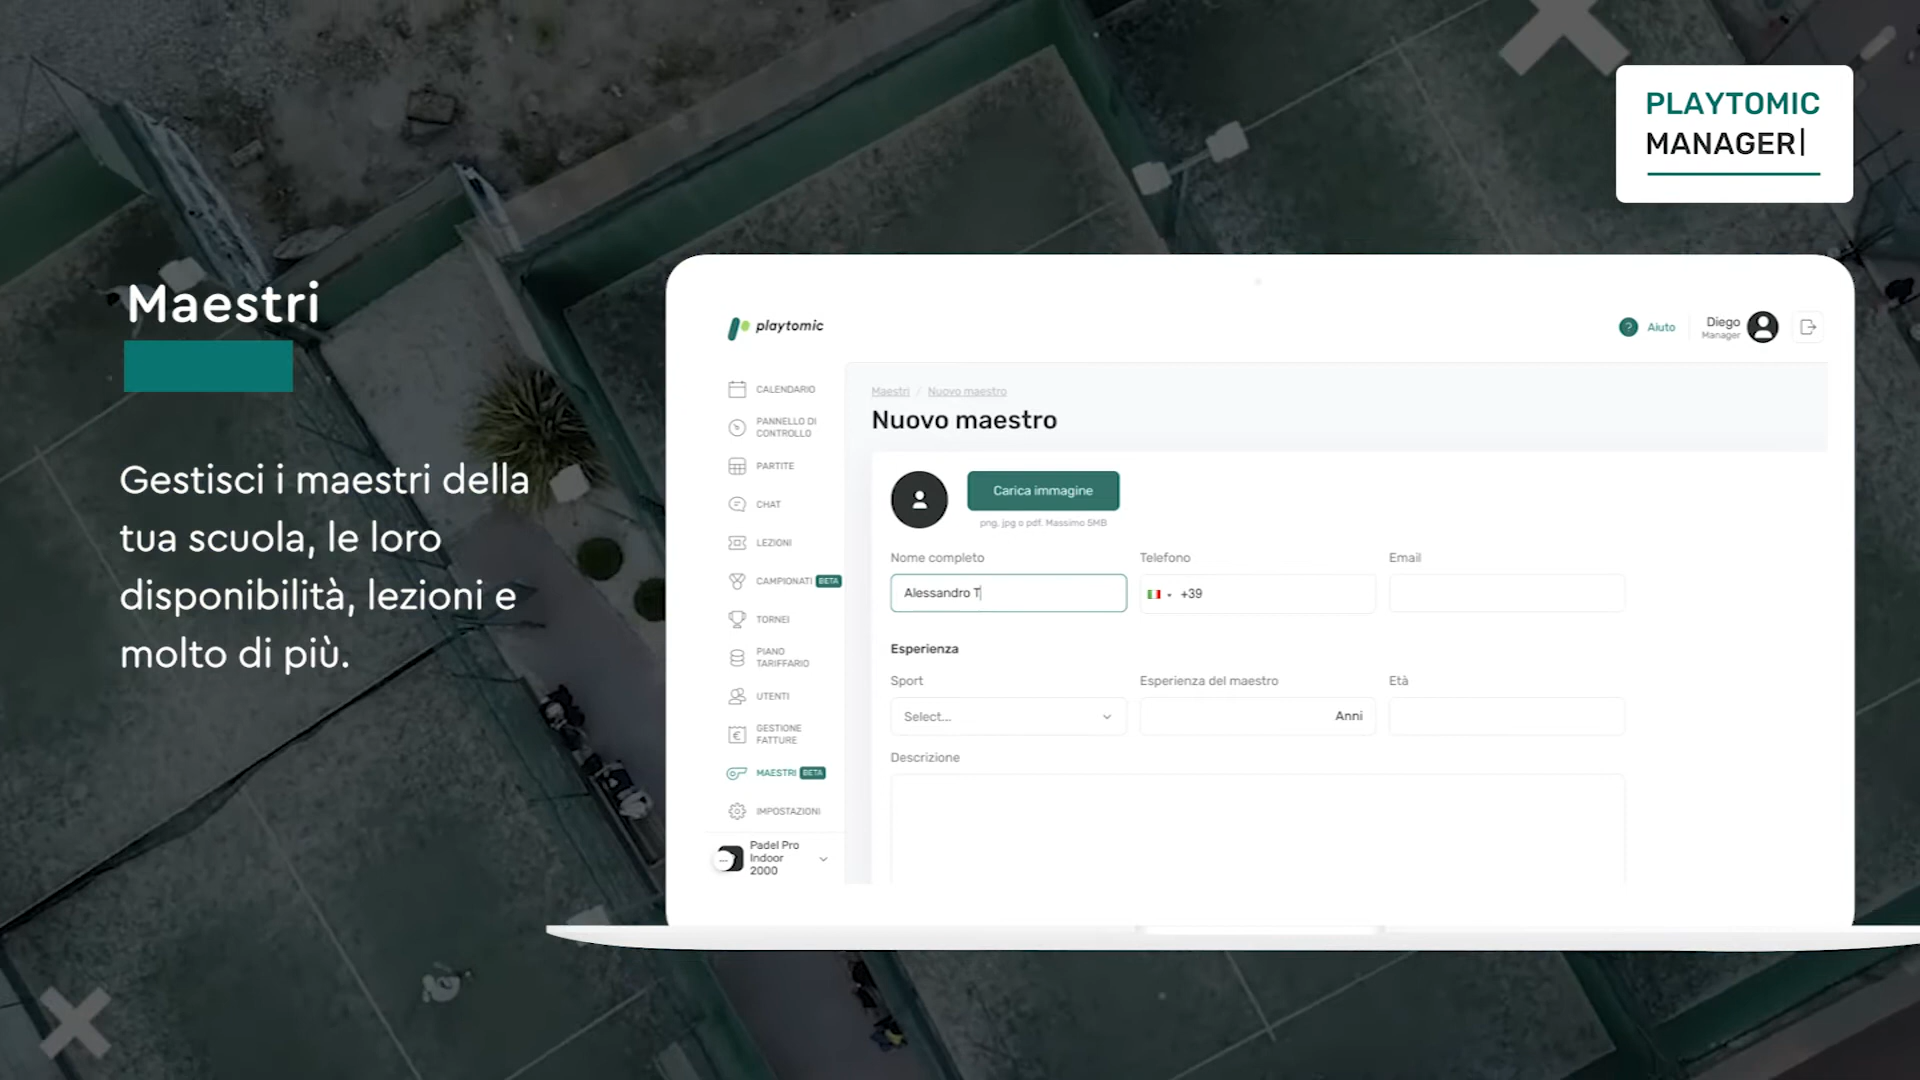 PLAYTOMIC
MANAGER
Maestri
Gestisci i maestri della
tua scuola, le loro
disponibilità, lezioni e
molto di più.
playtomic
? Aiuto
Diego
Manager
CALENDARIO
PANNELLO DI
CONTROLLO
PARTITE
CHAT
LEZIONI
CAMPIONATI BETA
TORNEI
PIANO
TARIFFARIO
UTENTI
GESTIONE
FATTURE
MAESTRI BETA
IMPOSTAZIONI
Padel Pro
Indoor
2000
Maestri / Nuovo maestro
Nuovo maestro
Carica immagine
png, jpg o pdf. Massimo 5MB
Nome completo
Telefono
Email
Alessandro T
+39
Esperienza
Sport
Esperienza del maestro
Età
Select...
Anni
Descrizione